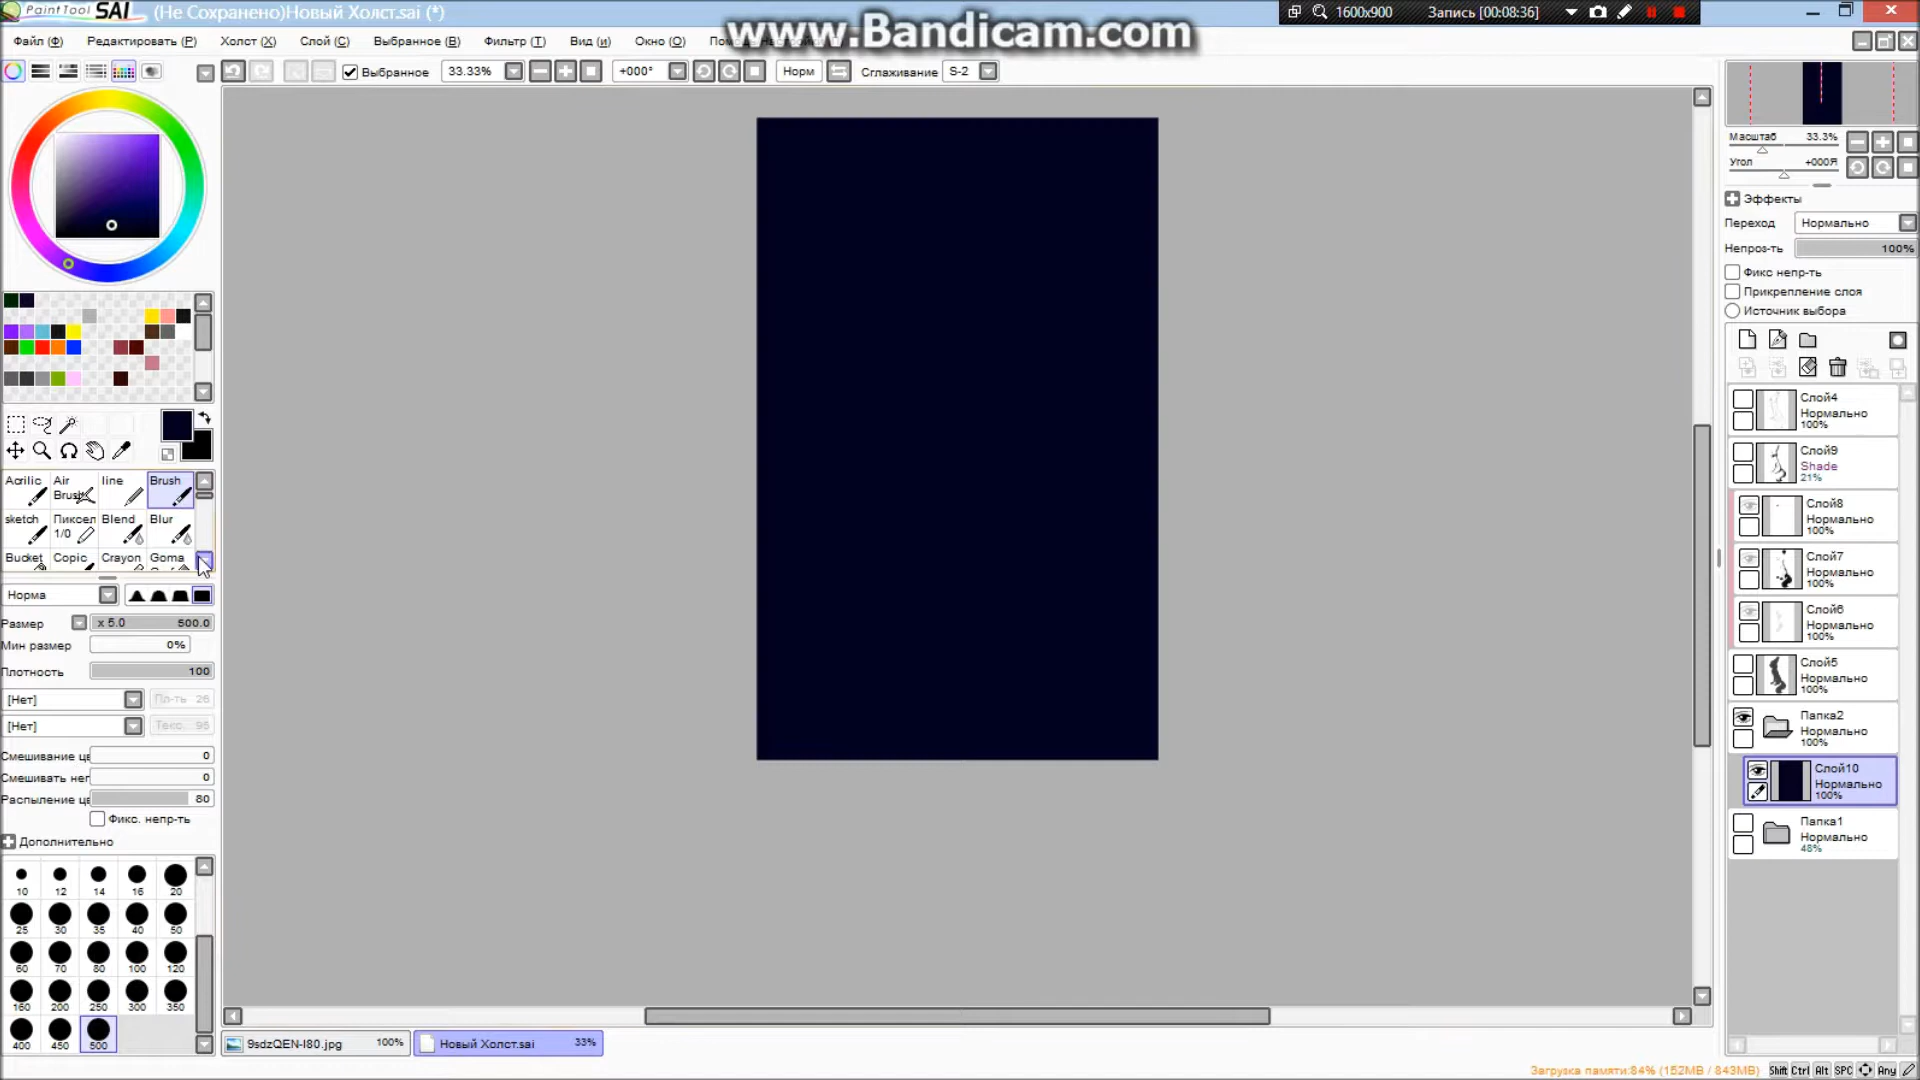 PaintTool SAI (Не Сохранено)Новый Холст.sai (*)
1600x900 Запись [00:08:36]
www.Bandicam.com
Файл (Ф) Редактировать (Р) Холст (Х) Слой (С) Выбранное (В) Фильтр (Т) Вид (и) Окно (О)
Выбранное 33.33% +000° Норм Сглаживание S-2
Масштаб 33.3%
Угол +000Я
Эффекты
Переход Нормально
Непроз-ть 100%
Фикс непр-ть
Прикрепление слоя
Источник выбора
Acrilic Air Brush line Brush
sketch Пиксел 1/0 Blend Blur
Bucket Copic Crayon Goma
Норма
Размер x 5.0 500.0
Мин размер 0%
Плотность 100
[Нет] Пл-ть 26
[Нет] Текс. 95
Смешивание цв 0
Смешивать неп 0
Распыление цв 80
Фикс. непр-ть
Дополнительно
10 12 14 16 20
25 30 35 40 50
60 70 80 100 120
160 200 250 300 350
400 450 500
Слой4
Нормально
100%
Слой9
Shade
21%
Слой8
Нормально
100%
Слой7
Нормально
100%
Слой6
Нормально
100%
Слой5
Нормально
100%
Папка2
Нормально
100%
Слой10
Нормально
100%
Папка1
Нормально
48%
9sdzQEN-I80.jpg 100% Новый Холст.sai 33%
Загрузка памяти:84% (152MB / 843MB) Shift Ctrl Alt SPC Any